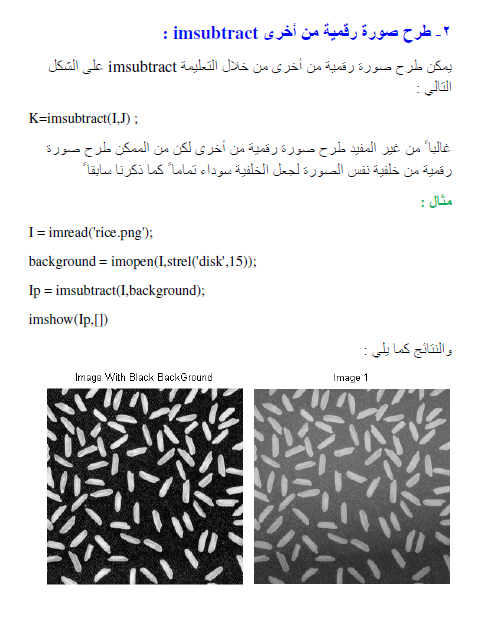 ٢- طرح صورة رقمية من أخرى imsubtract :
يمكن طرح صورة رقمية من أخرى من خلال التعليمة imsubtract على الشكل
التالي :
K=imsubtract(I,J) ;
غالباً من غير المفيد طرح صورة رقمية من أخرى لكن من الممكن طرح صورة
رقمية من خلفية نفس الصورة لجعل الخلفية سوداء تماماً كما ذكرنا سابقاً
مثال :
I = imread('rice.png');
background = imopen(I,strel('disk',15));
Ip = imsubtract(I,background);
imshow(Ip,[])
والنتائج كما يلي :
Image With Black BackGround
Image 1